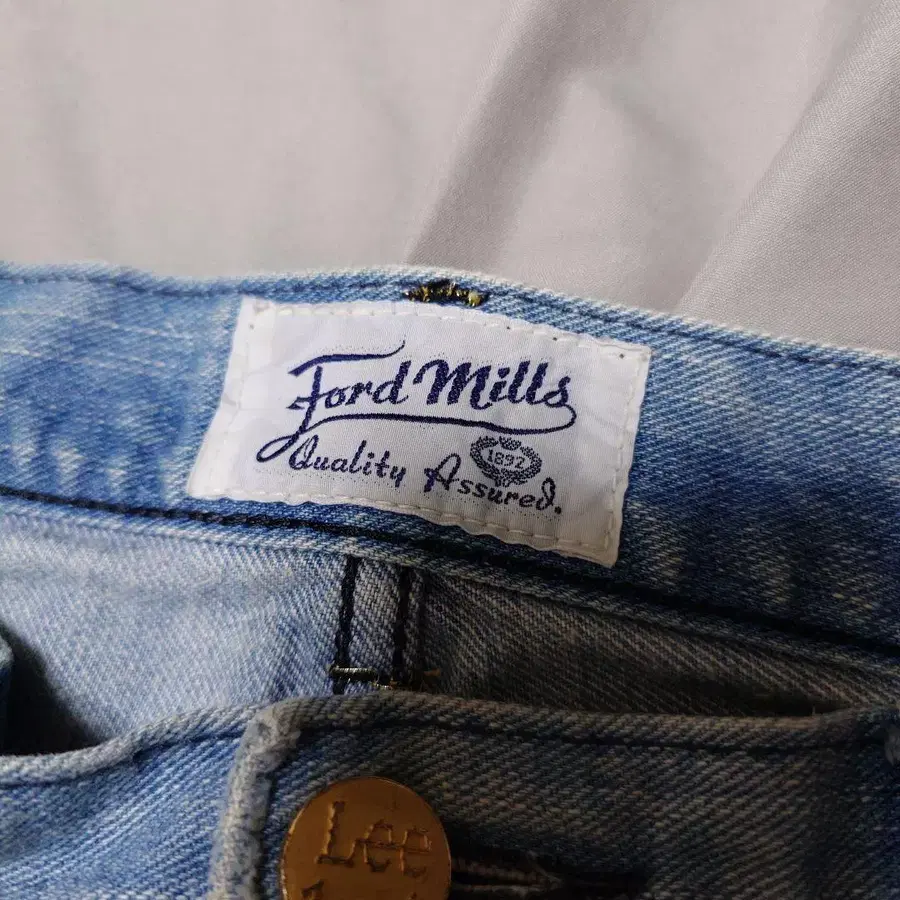 Ford Mills
1892
Quality Assured.
Lee